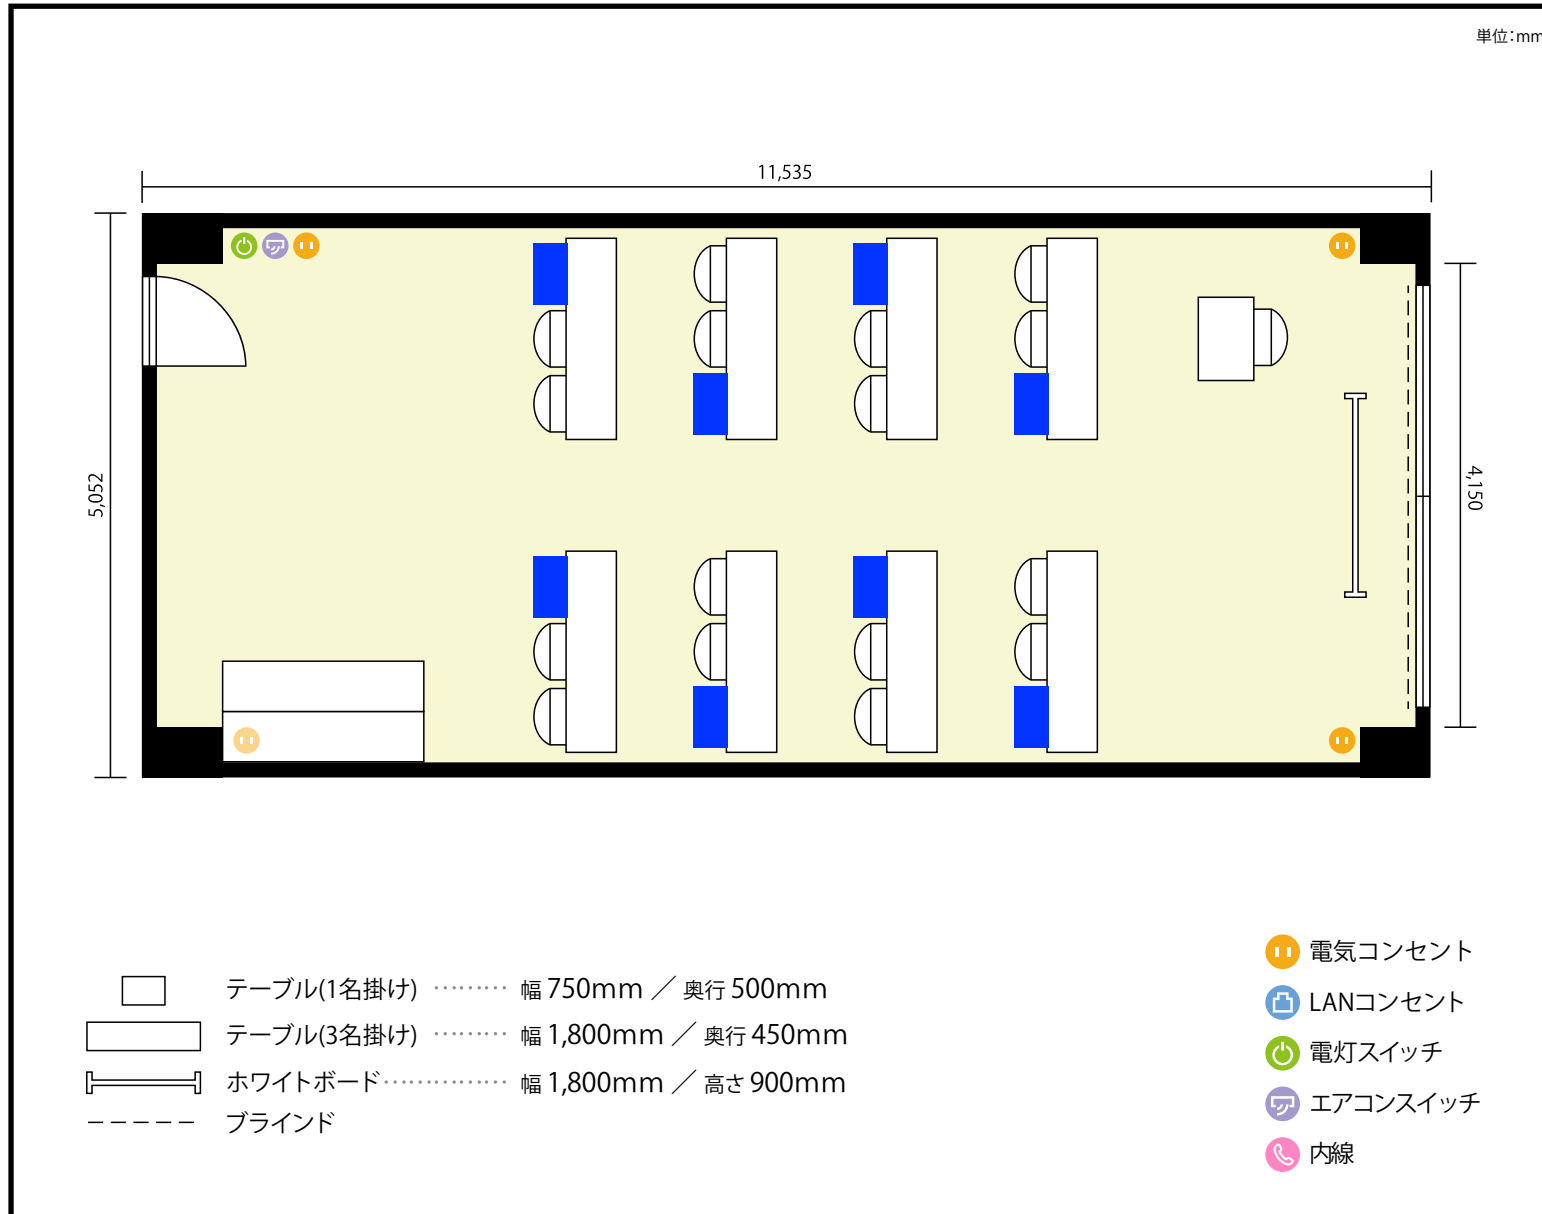 単位：mm
11,535
5,052
4,150
テーブル(1名掛け) ········· 幅 750mm ／ 奥行 500mm
テーブル(3名掛け) ········· 幅 1,800mm ／ 奥行 450mm
ホワイトボード··············· 幅 1,800mm ／ 高さ 900mm
ブラインド
電気コンセント
LANコンセント
電灯スイッチ
エアコンスイッチ
内線